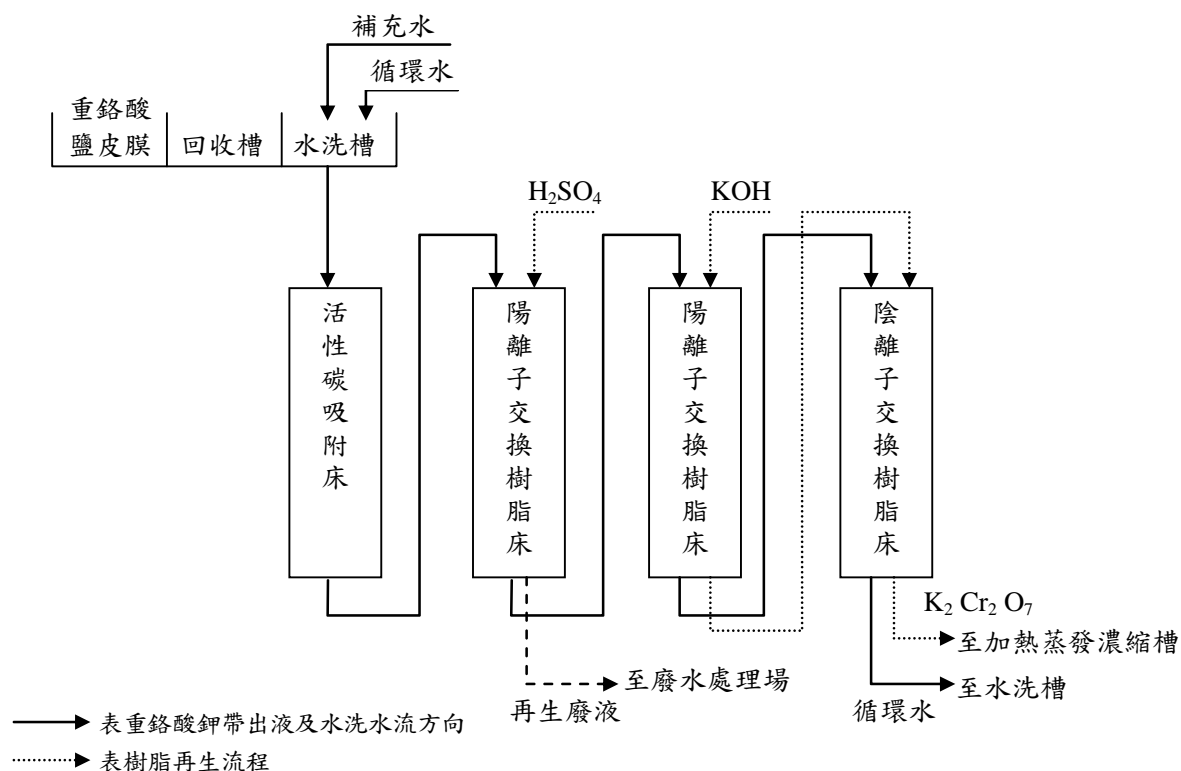 補充水
循環水
重鉻酸
鹽皮膜
回收槽
水洗槽
H₂SO₄
KOH
活性碳吸附床
陽離子交換樹脂床
陽離子交換樹脂床
陰離子交換樹脂床
K₂ Cr₂ O₇
至加熱蒸發濃縮槽
至廢水處理場
再生廢液
至水洗槽
循環水
表重鉻酸鉀帶出液及水洗水流方向
表樹脂再生流程